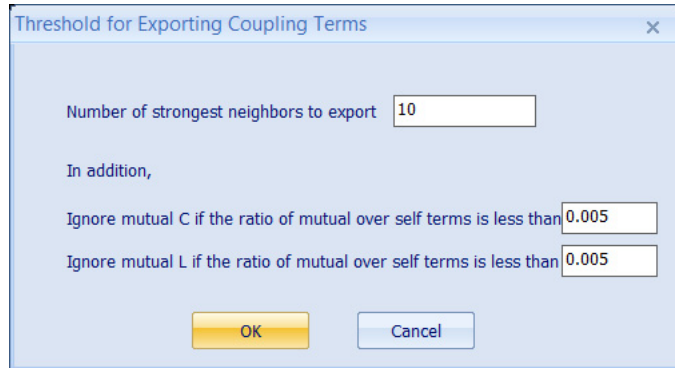 Threshold for Exporting Coupling Terms
Number of strongest neighbors to export 10
In addition,
Ignore mutual C if the ratio of mutual over self terms is less than 0.005
Ignore mutual L if the ratio of mutual over self terms is less than 0.005
OK Cancel